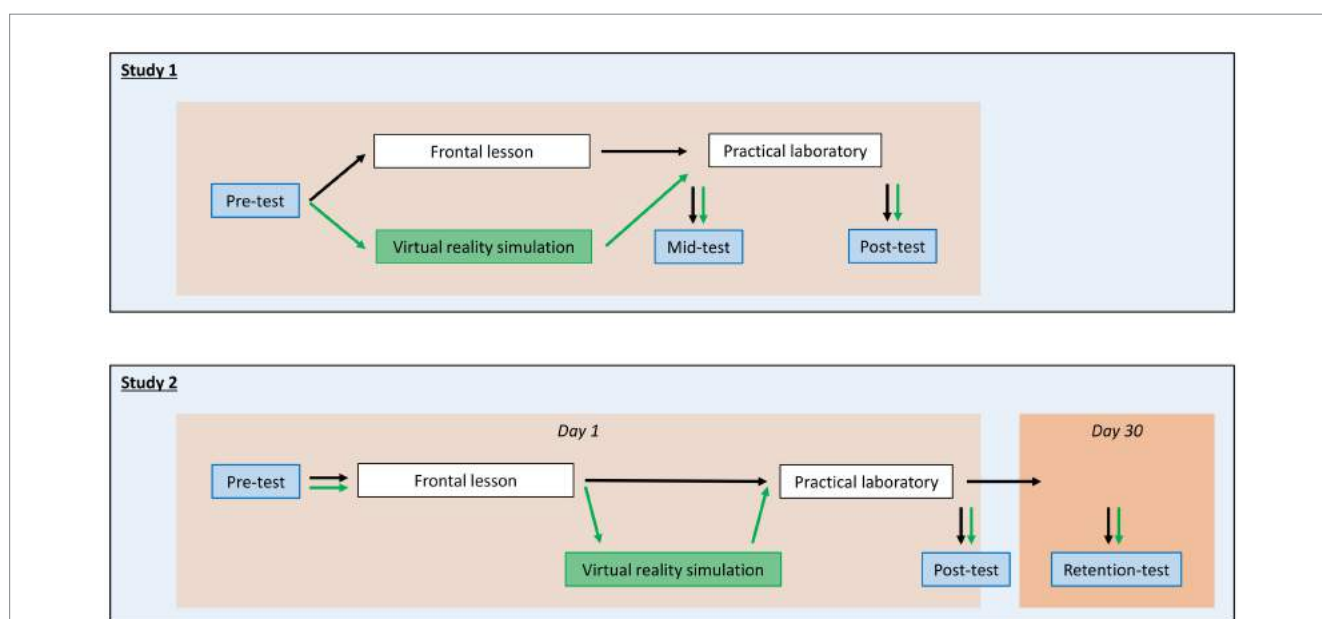 Study 1
Frontal lesson
Practical laboratory
Pre-test
Virtual reality simulation
Mid-test
Post-test
Study 2
Day 1
Day 30
Pre-test
Frontal lesson
Practical laboratory
Virtual reality simulation
Post-test
Retention-test